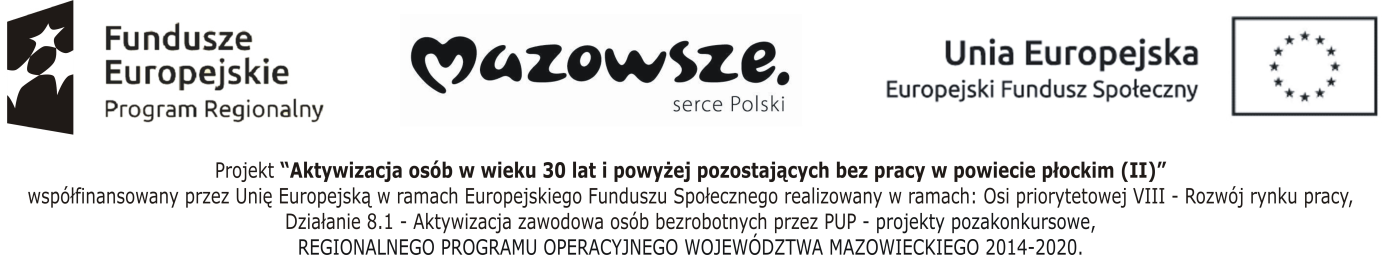 Fundusze
Europejskie
Program Regionalny
mazowsze.
serce Polski
Unia Europejska
Europejski Fundusz Społeczny
Projekt “Aktywizacja osób w wieku 30 lat i powyżej pozostających bez pracy w powiecie płockim (II)”
współfinansowany przez Unię Europejską w ramach Europejskiego Funduszu Społecznego realizowany w ramach: Osi priorytetowej VIII - Rozwój rynku pracy,
Działanie 8.1 - Aktywizacja zawodowa osób bezrobotnych przez PUP - projekty pozakonkursowe,
REGIONALNEGO PROGRAMU OPERACYJNEGO WOJEWÓDZTWA MAZOWIECKIEGO 2014-2020.